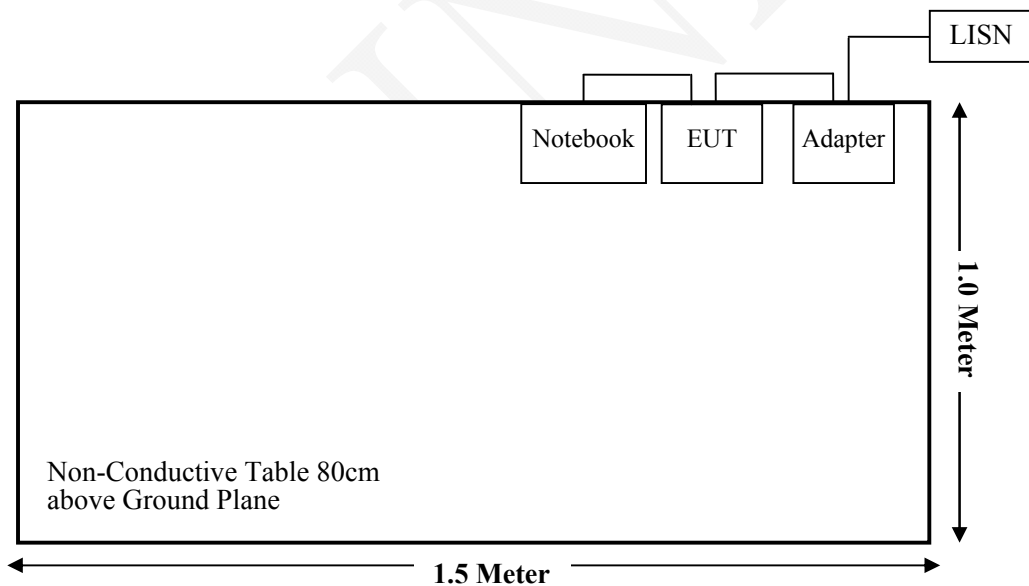 LISN
Notebook
EUT
Adapter
1.0 Meter
Non-Conductive Table 80cm
above Ground Plane
1.5 Meter